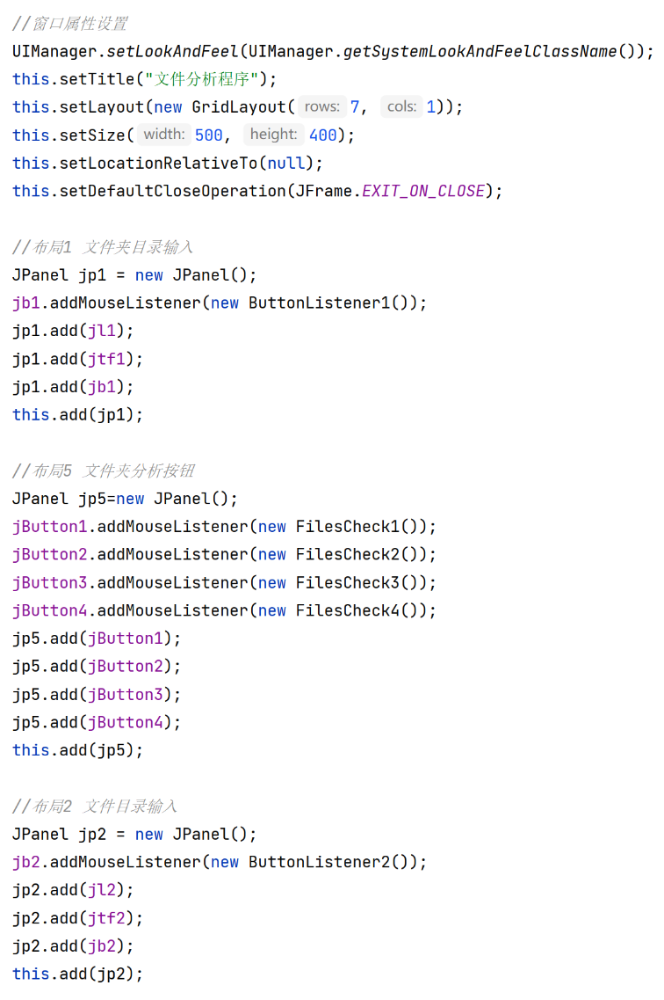 //窗口属性设置
UIManager.setLookAndFeel(UIManager.getSystemLookAndFeelClassName());
this.setTitle("文件分析程序");
this.setLayout(new GridLayout( rows: 7, cols: 1));
this.setSize( width: 500, height: 400);
this.setLocationRelativeTo(null);
this.setDefaultCloseOperation(JFrame.EXIT_ON_CLOSE);
//布局1 文件夹目录输入
JPanel jp1 = new JPanel();
jb1.addMouseListener(new ButtonListener1());
jp1.add(jl1);
jp1.add(jtf1);
jp1.add(jb1);
this.add(jp1);
//布局5 文件夹分析按钮
JPanel jp5=new JPanel();
jButton1.addMouseListener(new FilesCheck1());
jButton2.addMouseListener(new FilesCheck2());
jButton3.addMouseListener(new FilesCheck3());
jButton4.addMouseListener(new FilesCheck4());
jp5.add(jButton1);
jp5.add(jButton2);
jp5.add(jButton3);
jp5.add(jButton4);
this.add(jp5);
//布局2 文件目录输入
JPanel jp2 = new JPanel();
jb2.addMouseListener(new ButtonListener2());
jp2.add(jl2);
jp2.add(jtf2);
jp2.add(jb2);
this.add(jp2);